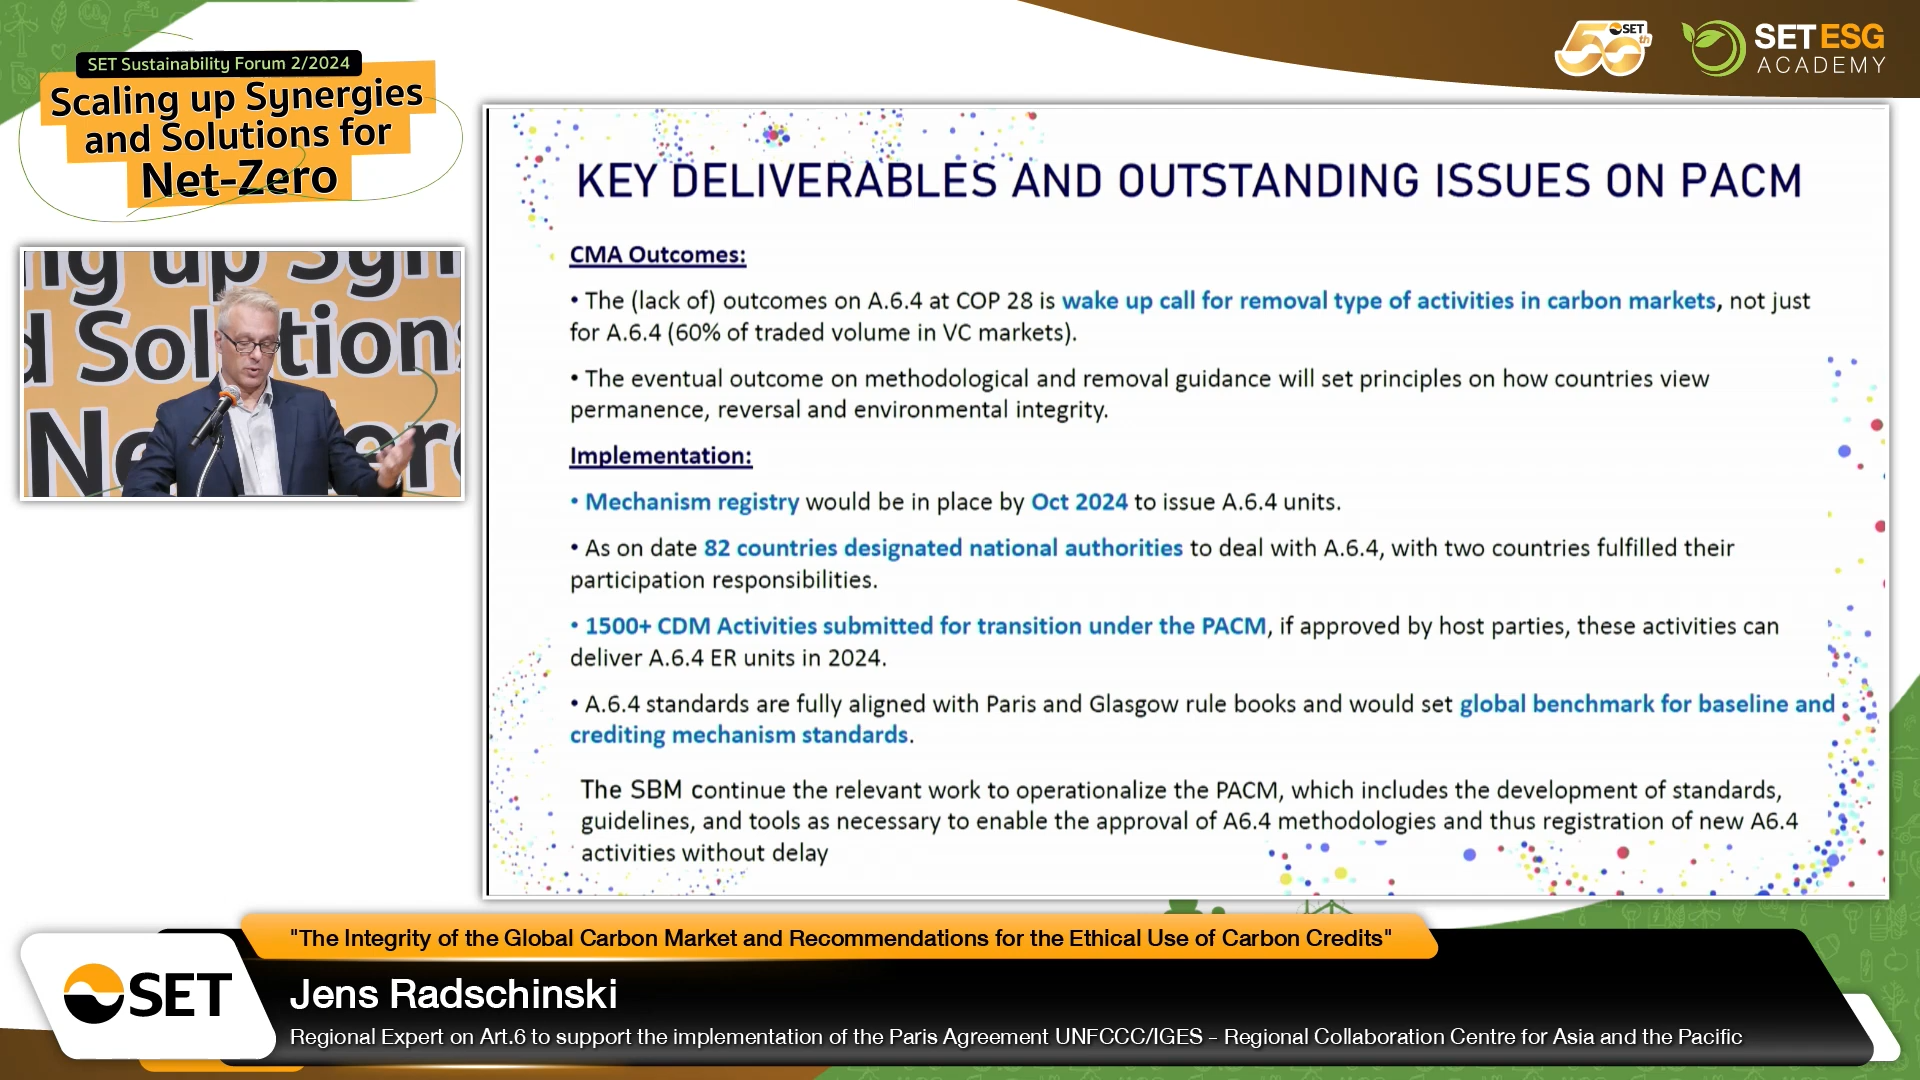 SET Sustainability Forum 2/2024
Scaling up Synergies
and Solutions for
Net-Zero
50th
SET
SET ESG
ACADEMY
ng up Syn
d Solutions
KEY DELIVERABLES AND OUTSTANDING ISSUES ON PACM
CMA Outcomes:
• The (lack of) outcomes on A.6.4 at COP 28 is wake up call for removal type of activities in carbon markets, not just
for A.6.4 (60% of traded volume in VC markets).
• The eventual outcome on methodological and removal guidance will set principles on how countries view
permanence, reversal and environmental integrity.
Implementation:
• Mechanism registry would be in place by Oct 2024 to issue A.6.4 units.
• As on date 82 countries designated national authorities to deal with A.6.4, with two countries fulfilled their
participation responsibilities.
• 1500+ CDM Activities submitted for transition under the PACM, if approved by host parties, these activities can
deliver A.6.4 ER units in 2024.
• A.6.4 standards are fully aligned with Paris and Glasgow rule books and would set global benchmark for baseline and
crediting mechanism standards.
The SBM continue the relevant work to operationalize the PACM, which includes the development of standards,
guidelines, and tools as necessary to enable the approval of A6.4 methodologies and thus registration of new A6.4
activities without delay
"The Integrity of the Global Carbon Market and Recommendations for the Ethical Use of Carbon Credits"
SET
Jens Radschinski
Regional Expert on Art.6 to support the implementation of the Paris Agreement UNFCCC/IGES – Regional Collaboration Centre for Asia and the Pacific